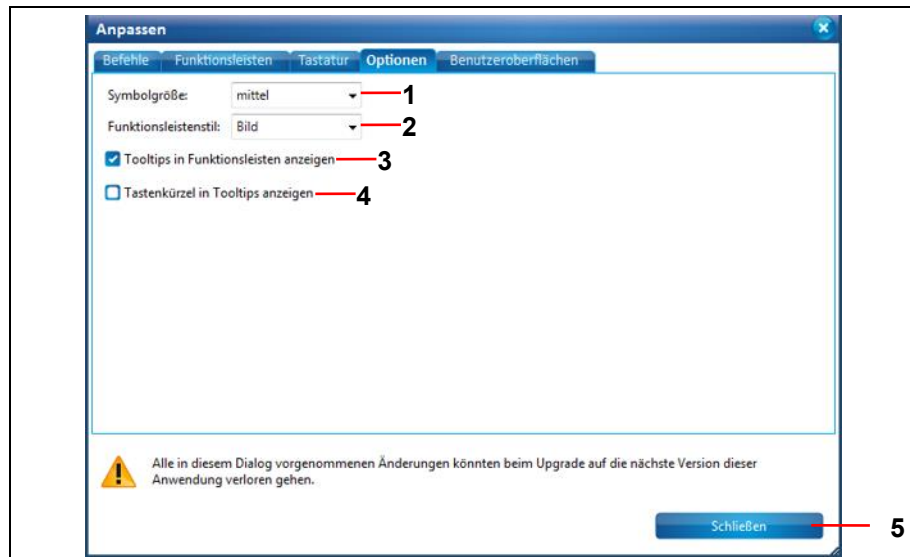 Anpassen
Befehle Funktionsleisten Tastatur Optionen Benutzeroberflächen
Symbolgröße: mittel 1
Funktionsleistenstil: Bild 2
Tooltips in Funktionsleisten anzeigen 3
Tastenkürzel in Tooltips anzeigen 4
Alle in diesem Dialog vorgenommenen Änderungen könnten beim Upgrade auf die nächste Version dieser
Anwendung verloren gehen.
Schließen 5